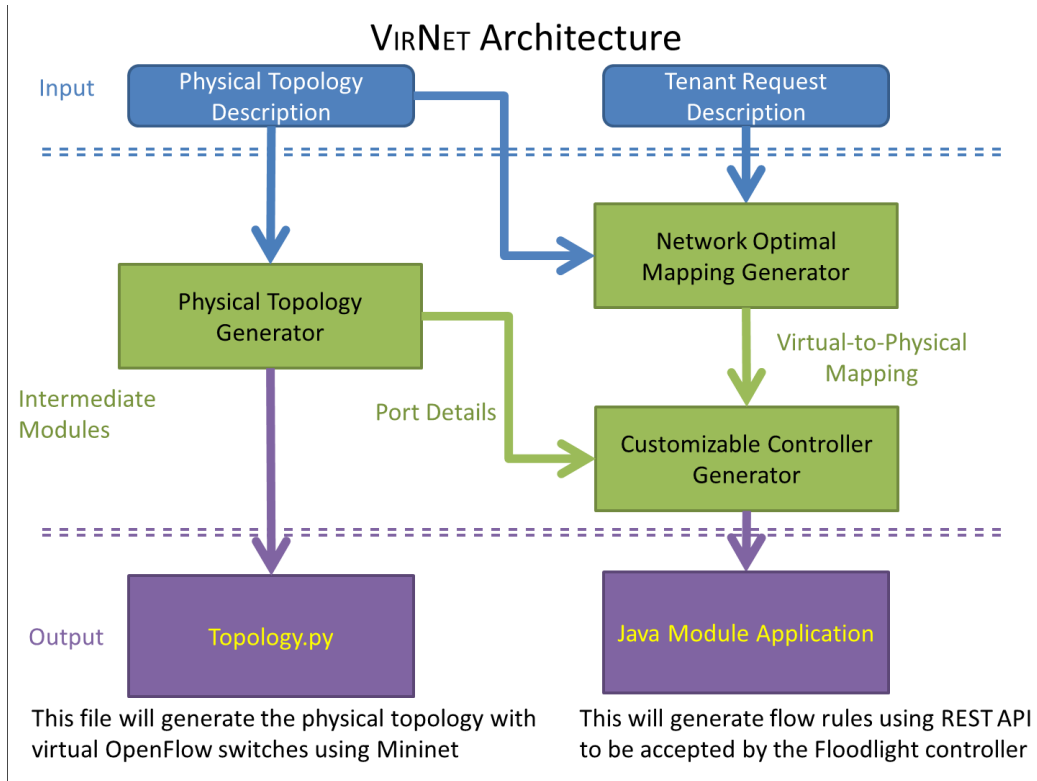 VIRNET Architecture
Input
Physical Topology
Description
Tenant Request
Description
Network Optimal
Mapping Generator
Physical Topology
Generator
Virtual-to-Physical
Mapping
Intermediate
Modules
Port Details
Customizable Controller
Generator
Output
Topology.py
Java Module Application
This file will generate the physical topology with
virtual OpenFlow switches using Mininet
This will generate flow rules using REST API
to be accepted by the Floodlight controller